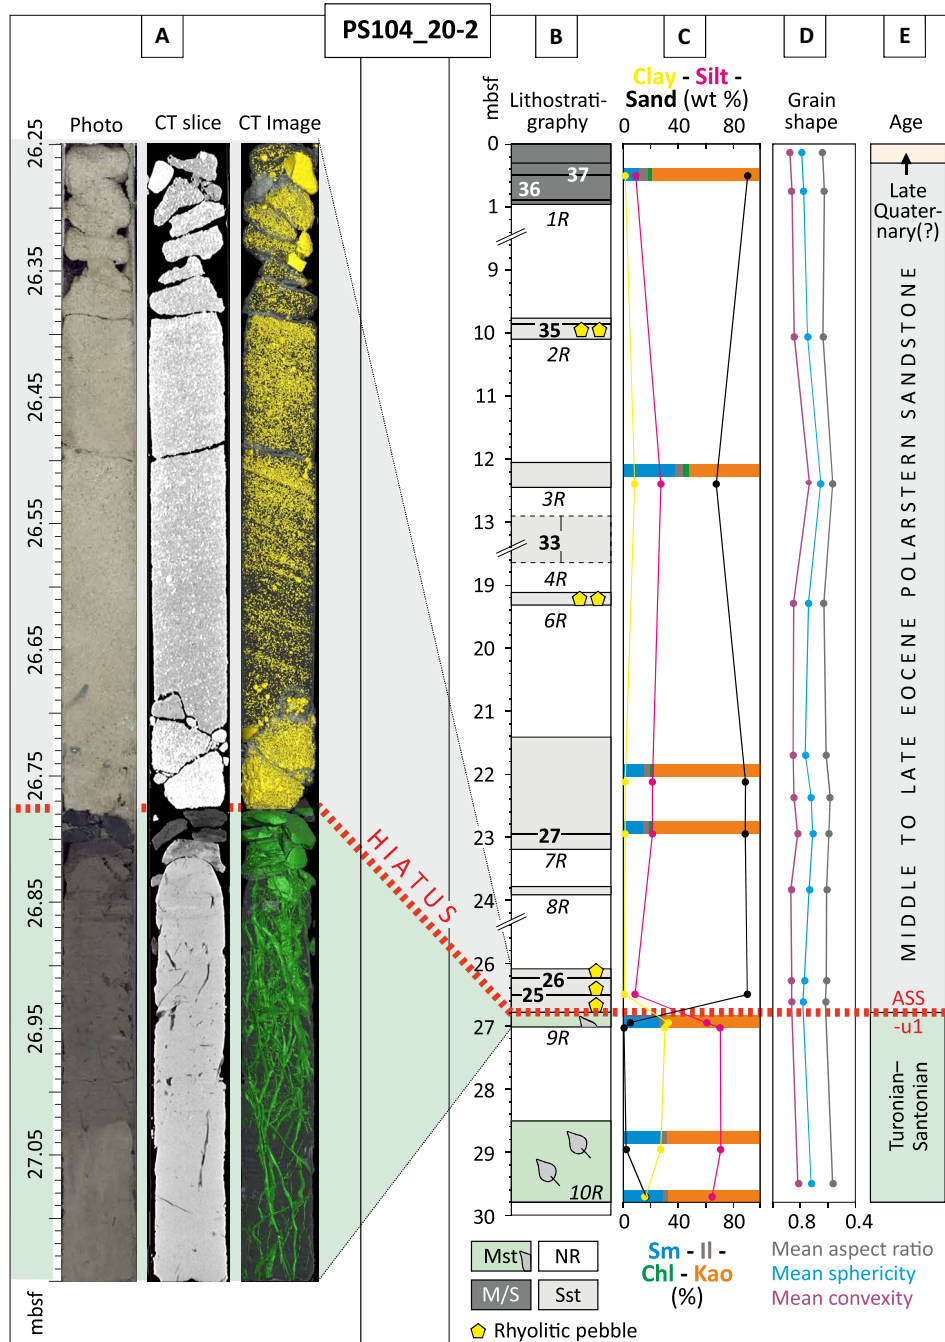 PS104_20-2
A
B
C
D
E
Photo
CT slice
CT Image
mbsf
Lithostrati-
graphy
Clay - Silt -
Sand (wt %)
0 40 80
Grain
shape
Age
26.25
26.35
26.45
26.55
26.65
26.75
26.85
26.95
27.05
mbsf
HIATUS
0
1
9
10
11
12
13
19
20
21
22
23
24
26
27
28
29
30
37
36
1R
35
2R
3R
33
4R
6R
27
7R
8R
26
25
9R
10R
Late
Quater-
nary(?)
MIDDLE TO LATE EOCENE POLARSTERN SANDSTONE
ASS
-u1
Turonian–
Santonian
0 40 80
0.8 0.4
Sm - Il -
Chl - Kao
(%)
Mean aspect ratio
Mean sphericity
Mean convexity
Mst NR
M/S Sst
Rhyolitic pebble